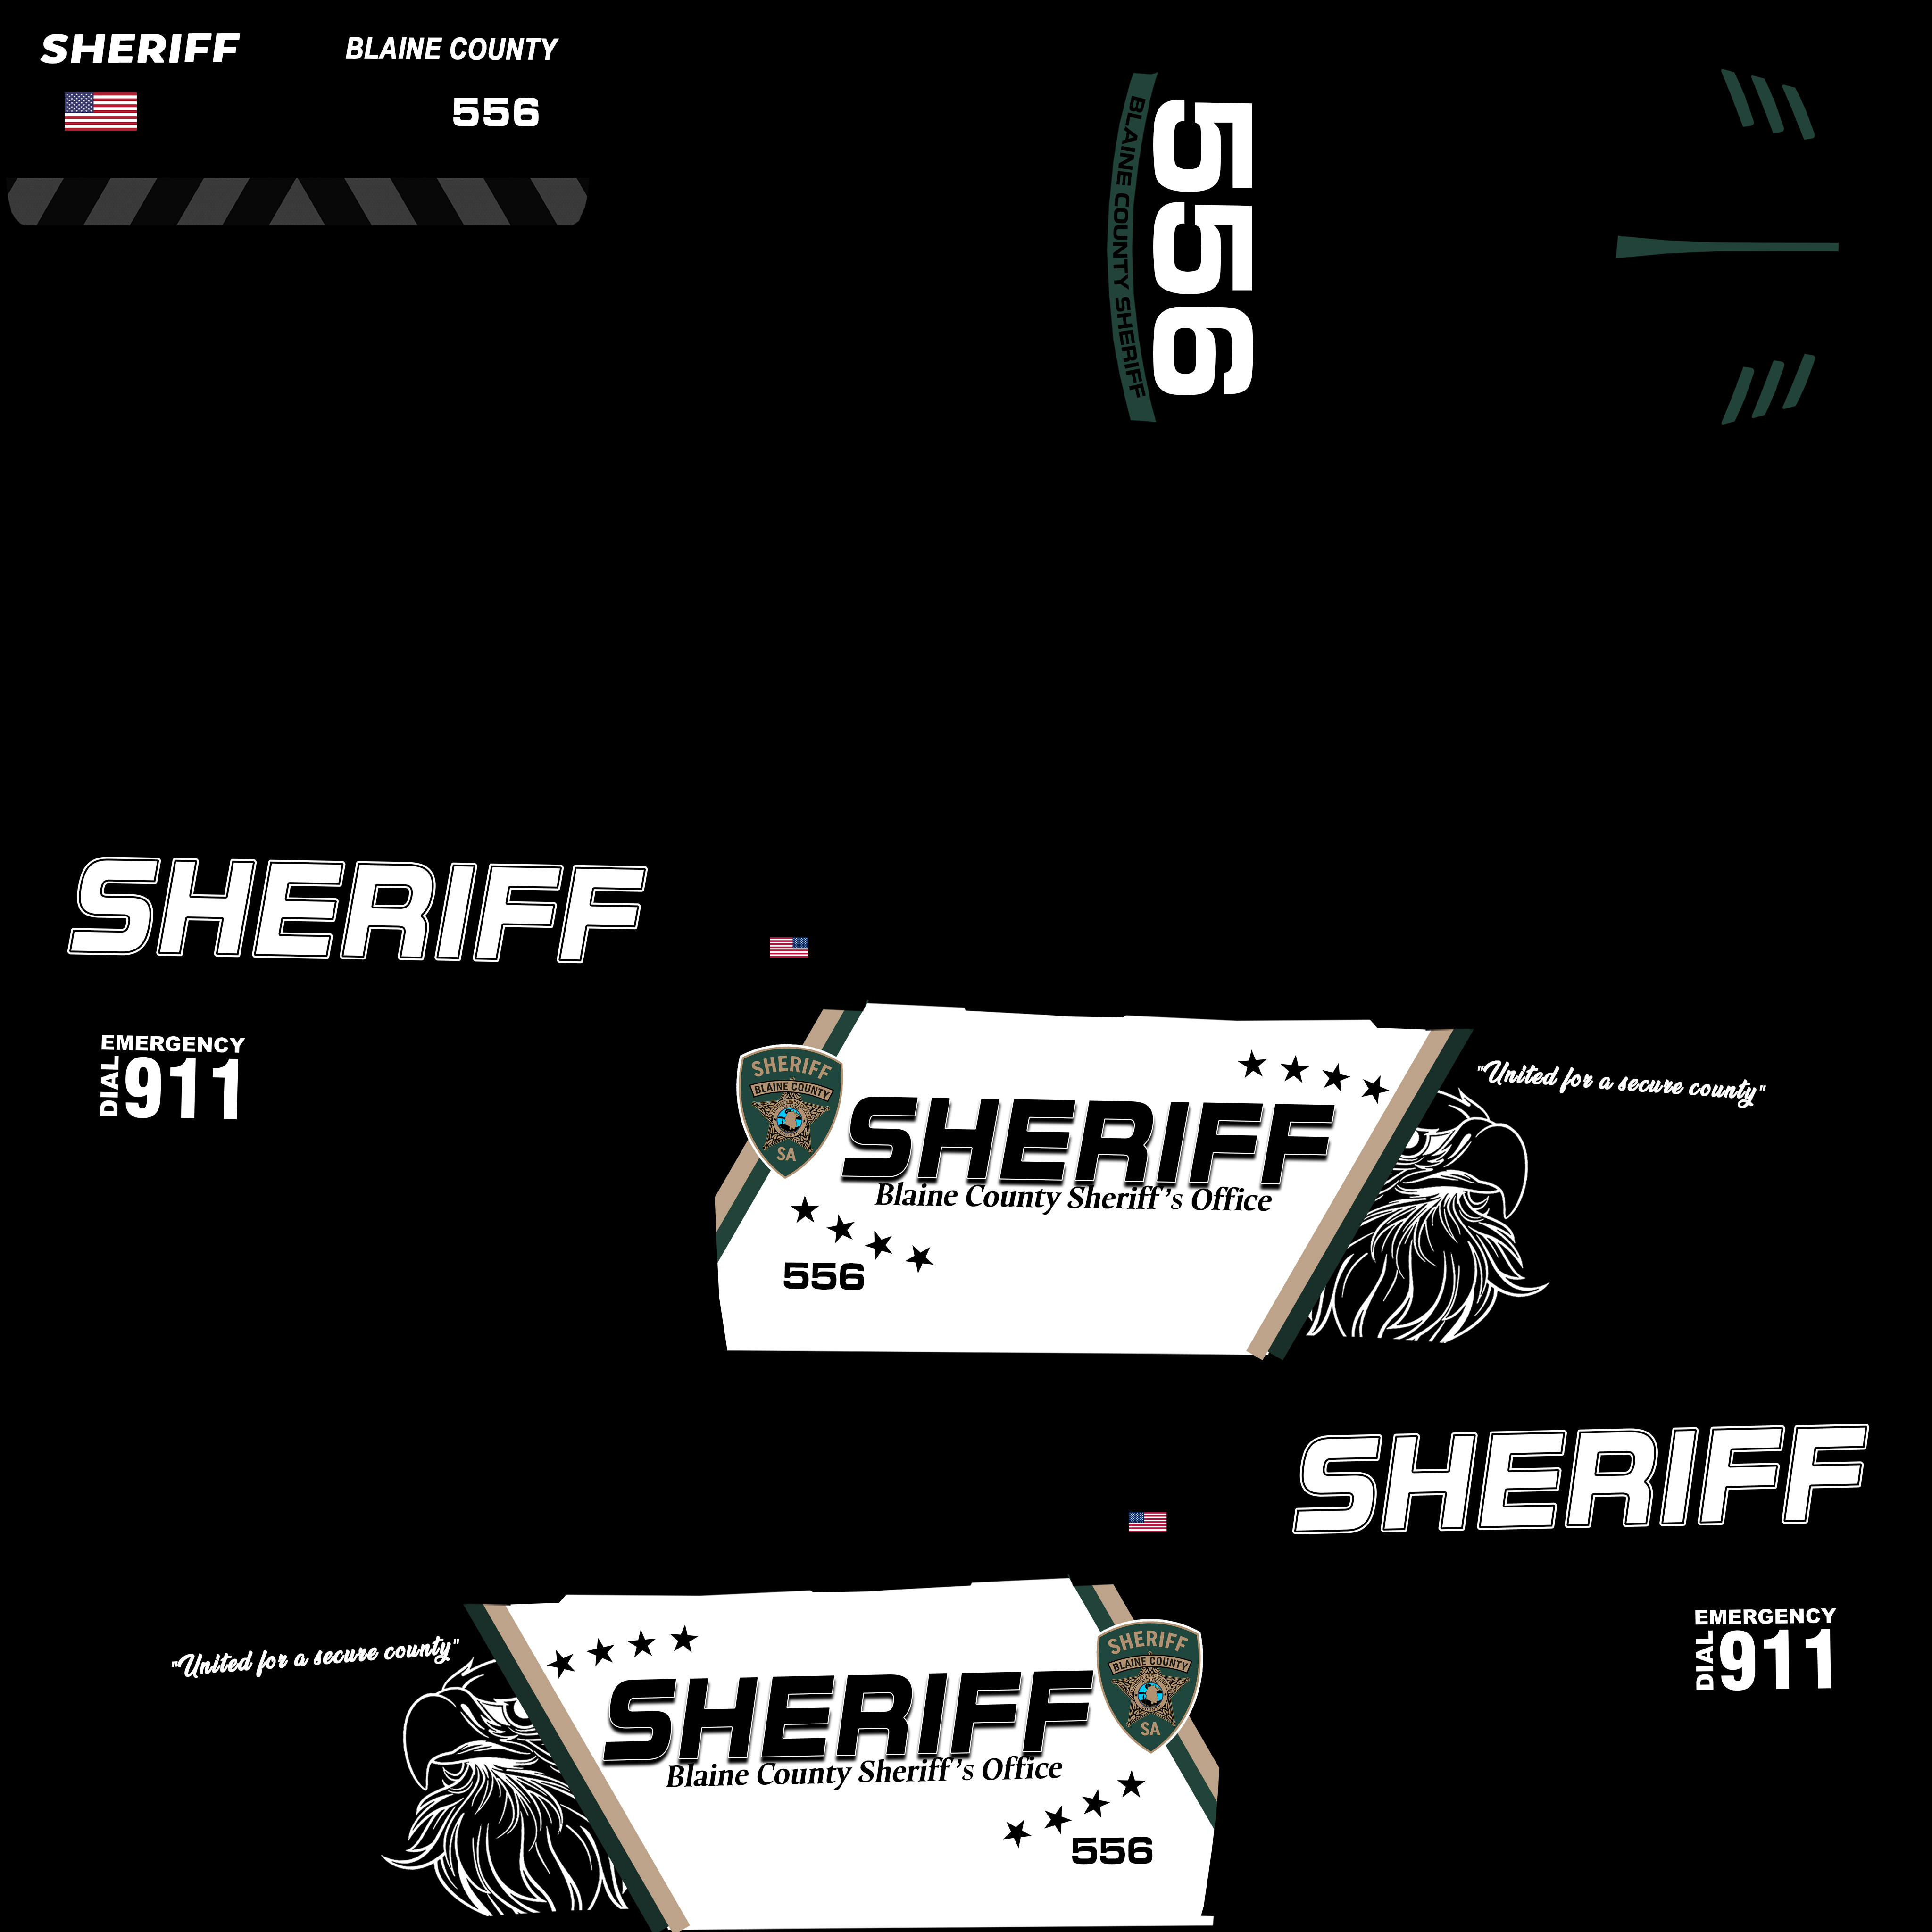 SHERIFF
BLAINE COUNTY
556
BLAINE COUNTY SHERIFF
556
SHERIFF
EMERGENCY
DIAL
911
SHERIFF
BLAINE COUNTY
SA
SHERIFF
Blaine County Sheriff's Office
556
"United for a secure county"
SHERIFF
"United for a secure county"
SHERIFF
Blaine County Sheriff's Office
SHERIFF
BLAINE COUNTY
SA
556
EMERGENCY
DIAL
911